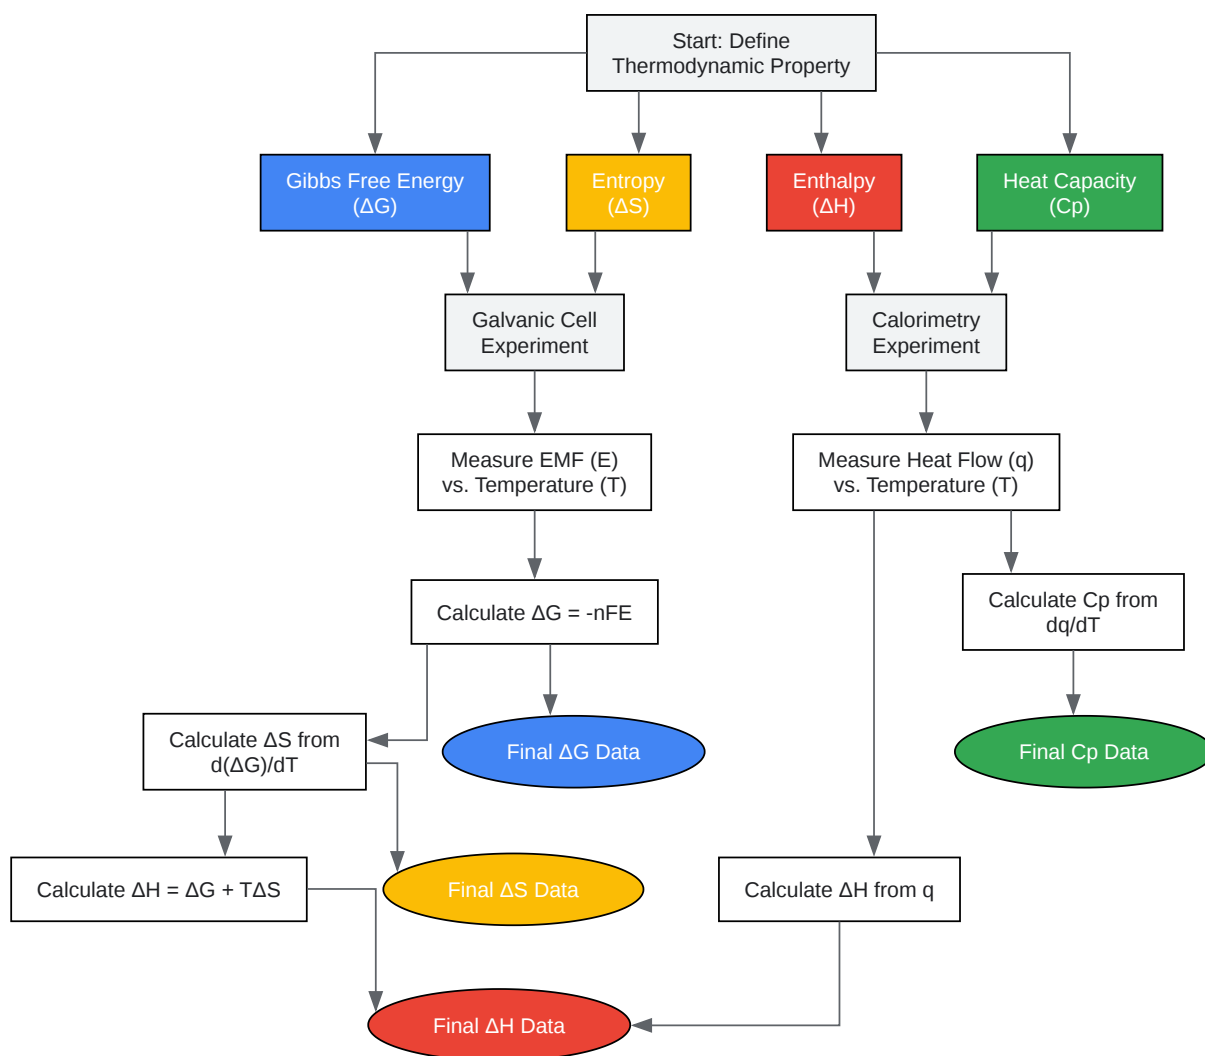 Start: Define
Thermodynamic Property
Gibbs Free Energy
(ΔG)
Entropy
(ΔS)
Enthalpy
(ΔH)
Heat Capacity
(Cp)
Galvanic Cell
Experiment
Calorimetry
Experiment
Measure EMF (E)
vs. Temperature (T)
Measure Heat Flow (q)
vs. Temperature (T)
Calculate ΔG = -nFE
Calculate Cp from
dq/dT
Calculate ΔS from
d(ΔG)/dT
Final ΔG Data
Final Cp Data
Calculate ΔH = ΔG + TΔS
Final ΔS Data
Calculate ΔH from q
Final ΔH Data